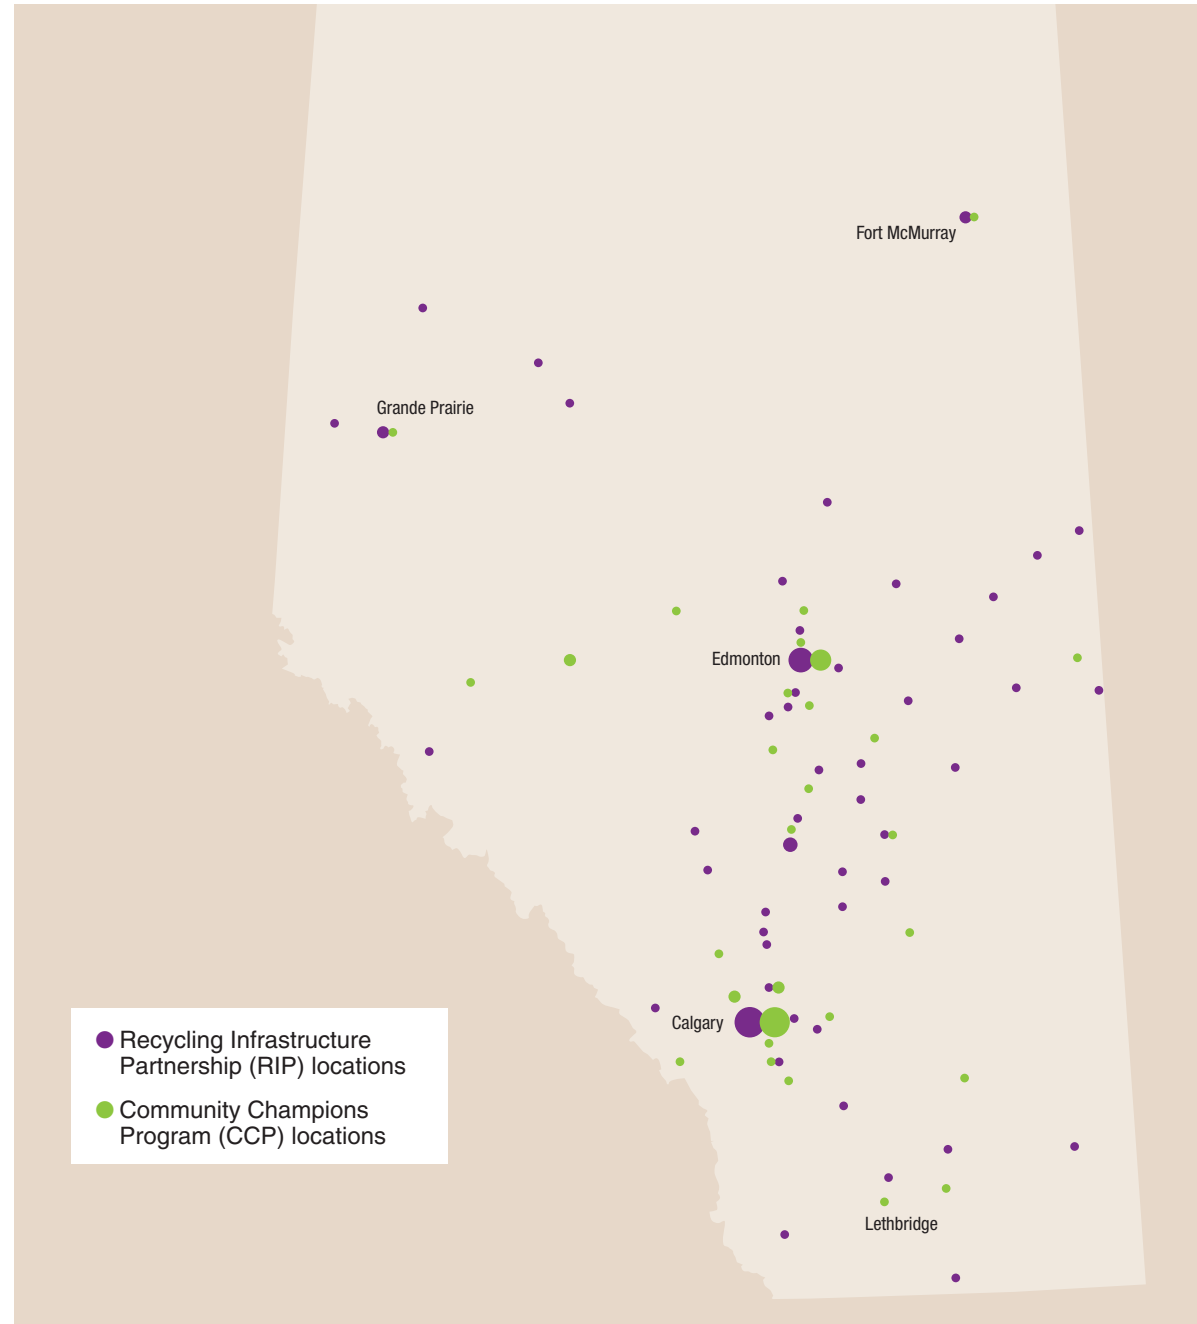 Fort McMurray
Grande Prairie
Edmonton
Calgary
Recycling Infrastructure
Partnership (RIP) locations
Community Champions
Program (CCP) locations
Lethbridge